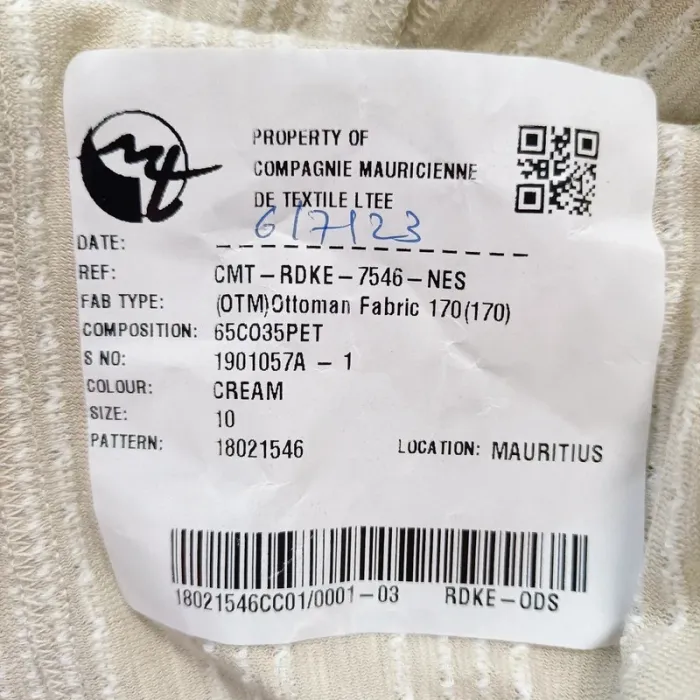 PROPERTY OF
COMPAGNIE MAURICIENNE
DE TEXTILE LTEE
DATE: 6/7/23
REF: CMT-RDKE-7546-NES
FAB TYPE: (OTM)Ottoman Fabric 170(170)
COMPOSITION: 65CO35PET
S NO: 1901057A - 1
COLOUR: CREAM
SIZE: 10
PATTERN: 18021546 LOCATION: MAURITIUS
18021546CC01/0001-03 RDKE-ODS